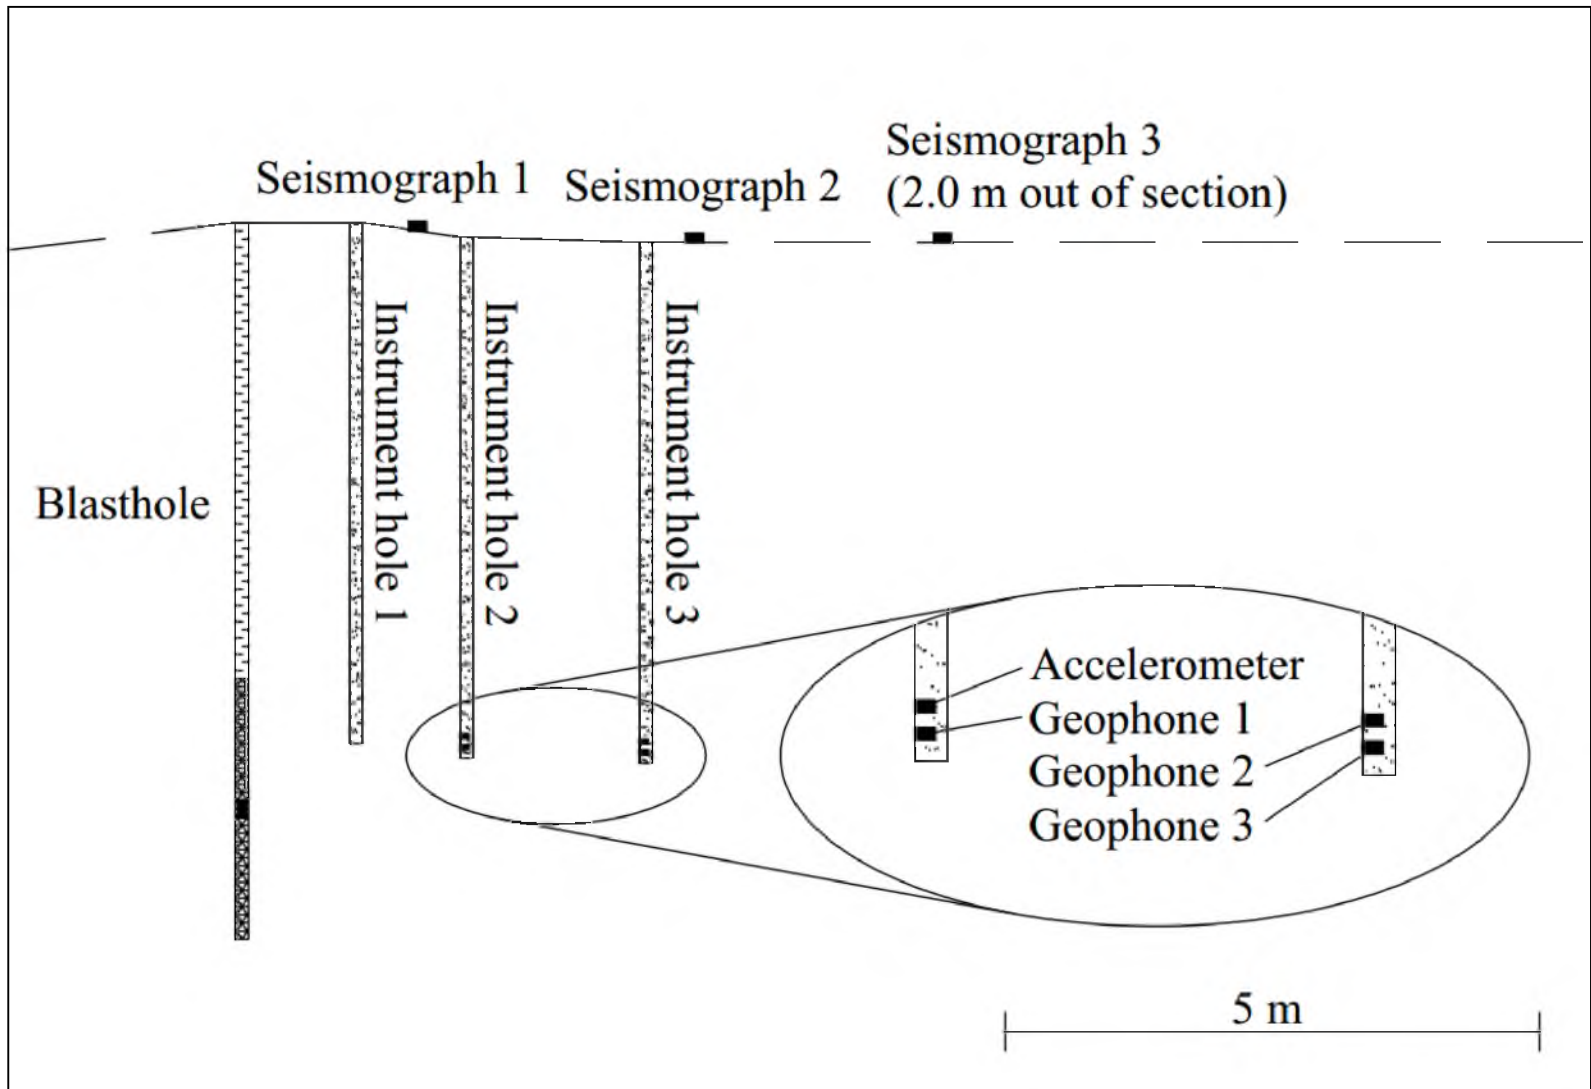 Seismograph 1
Seismograph 2
Seismograph 3
(2.0 m out of section)
Blasthole
Instrument hole 1
Instrument hole 2
Instrument hole 3
Accelerometer
Geophone 1
Geophone 2
Geophone 3
5 m